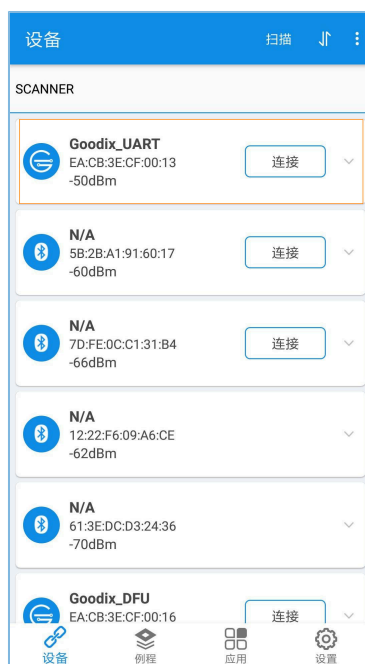 设备
扫描
SCANNER
Goodix_UART
EA:CB:3E:CF:00:13
连接
-50dBm
N/A
5B:2B:A1:91:60:17
连接
-60dBm
N/A
7D:FE:0C:C1:31:B4
连接
-66dBm
N/A
12:22:F6:09:A6:CE
-62dBm
N/A
61:3E:DC:D3:24:36
-70dBm
Goodix_DFU
EA:CB:3E:CF:00:16
连接
设备
例程
应用
设置